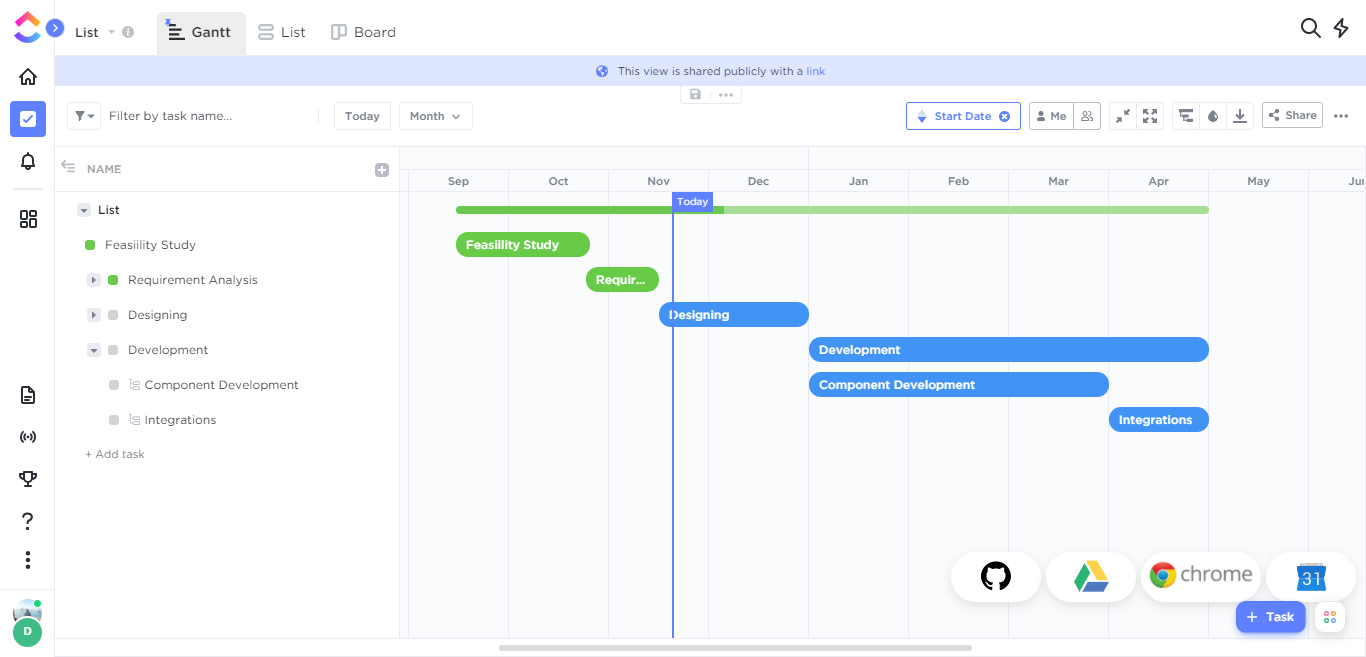 List
Gantt
List
Board
This view is shared publicly with a link
Filter by task name...
Today
Month
Start Date
Me
Share
NAME
Sep Oct Nov Dec Jan Feb Mar Apr May Jun
Today
List
Feasiility Study
Feasiility Study
Requirement Analysis
Requir...
Designing
Designing
Development
Development
Component Development
Component Development
Integrations
Integrations
+ Add task
chrome
31
+ Task
D